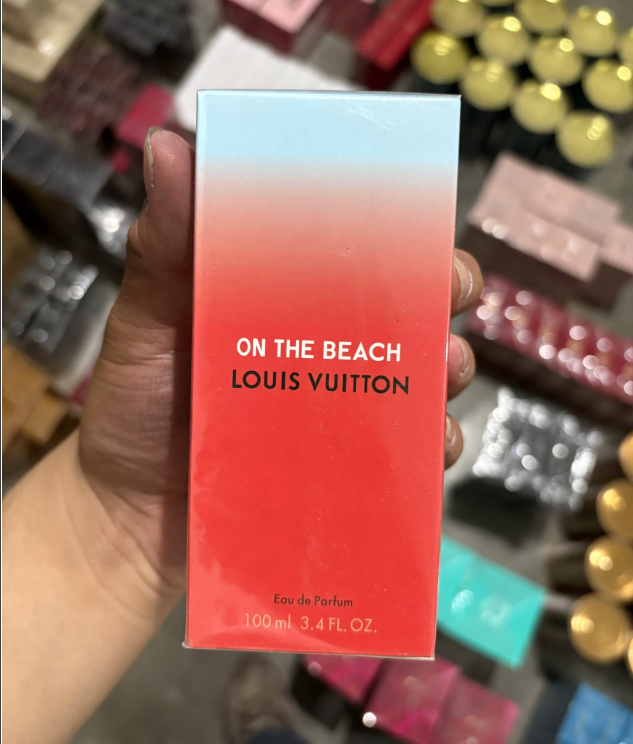 ON THE BEACH
LOUIS VUITTON
Eau de Parfum
100 ml 3.4 FL. OZ.